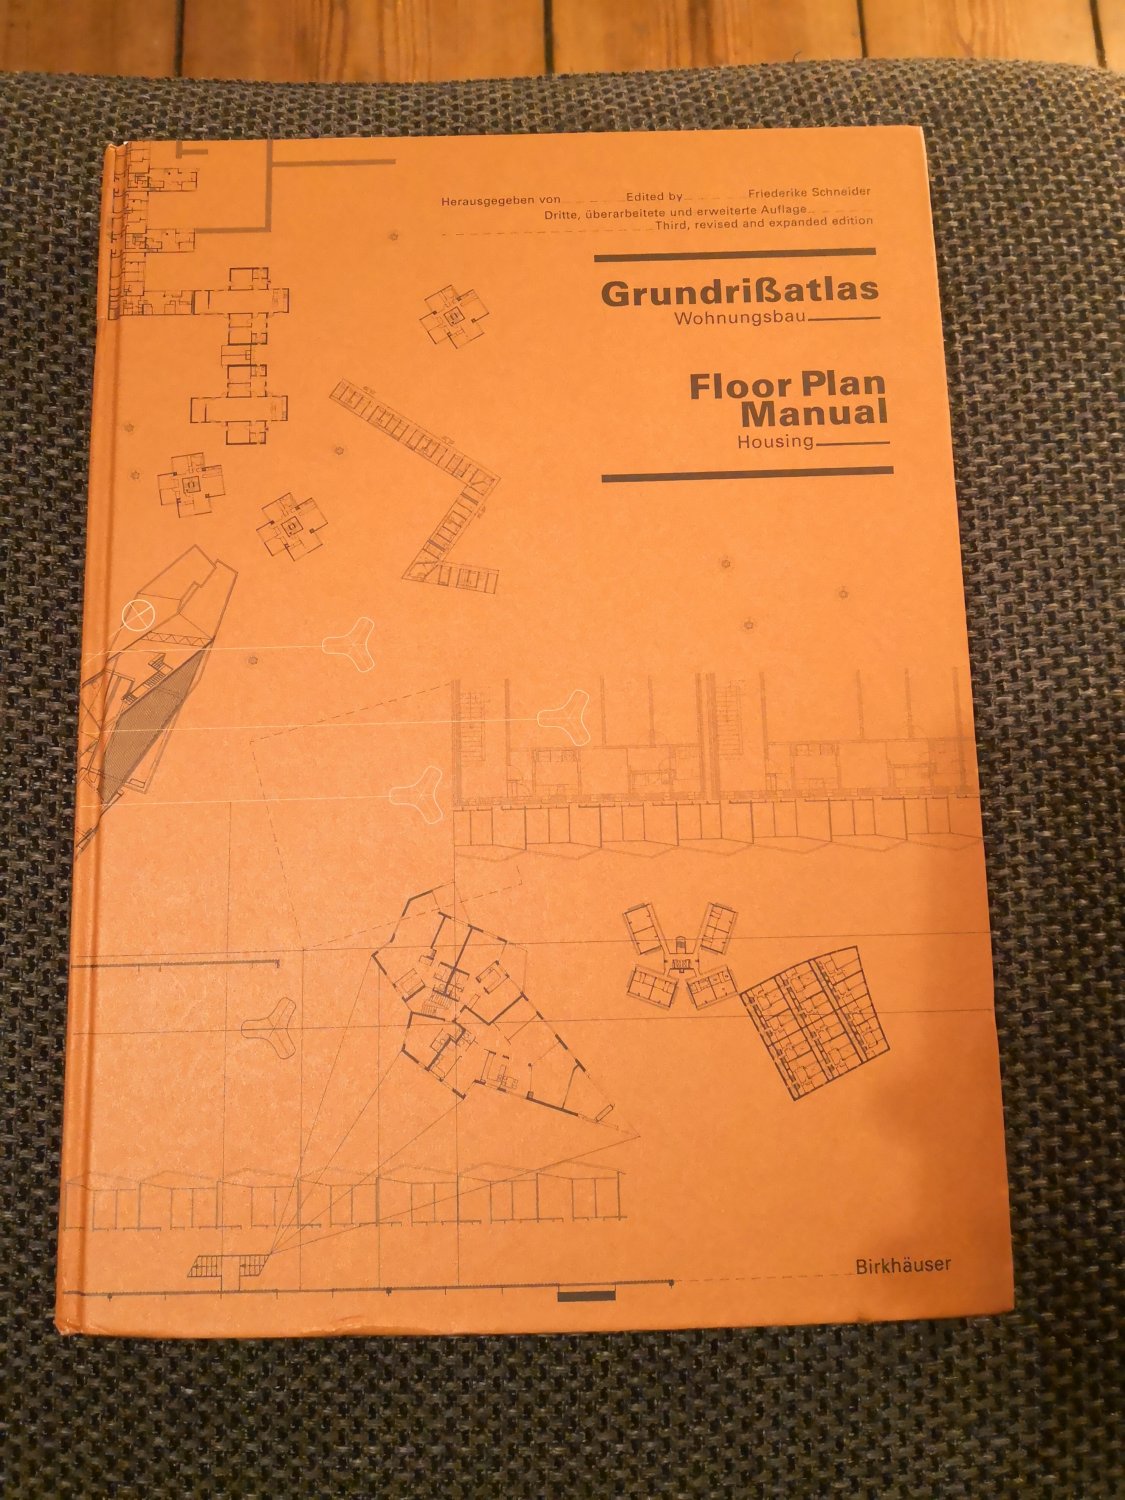 Herausgegeben von Edited by Friederike Schneider
Dritte, überarbeitete und erweiterte Auflage
Third, revised and expanded edition
Grundrißatlas
Wohnungsbau
Floor Plan
Manual
Housing
Birkhäuser